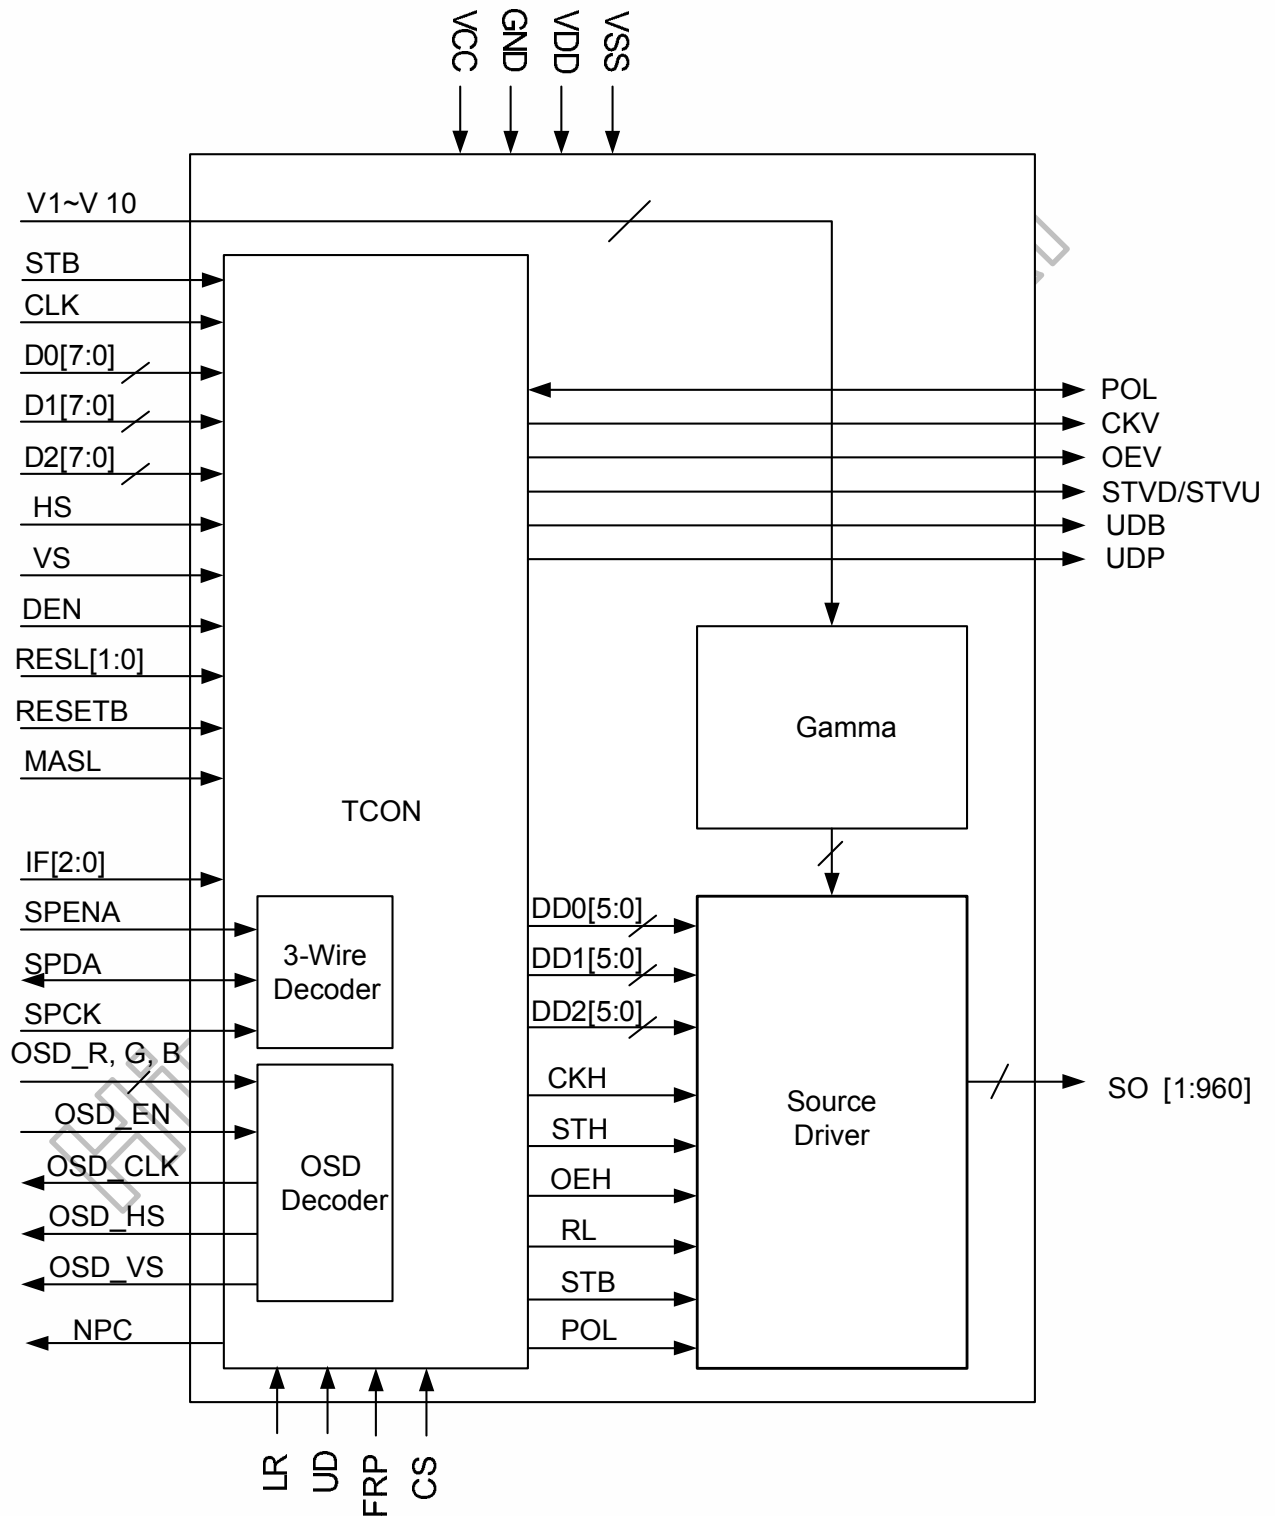 VCC
GND
VDD
VSS
V1~V 10
STB
CLK
D0[7:0]
D1[7:0]
D2[7:0]
HS
VS
DEN
RESL[1:0]
RESETB
MASL
IF[2:0]
SPENA
SPDA
SPCK
OSD_R, G, B
OSD_EN
OSD_CLK
OSD_HS
OSD_VS
NPC
TCON
3-Wire
Decoder
OSD
Decoder
LR
UD
FRP
CS
DD0[5:0]
DD1[5:0]
DD2[5:0]
CKH
STH
OEH
RL
STB
POL
Gamma
Source
Driver
POL
CKV
OEV
STVD/STVU
UDB
UDP
SO [1:960]